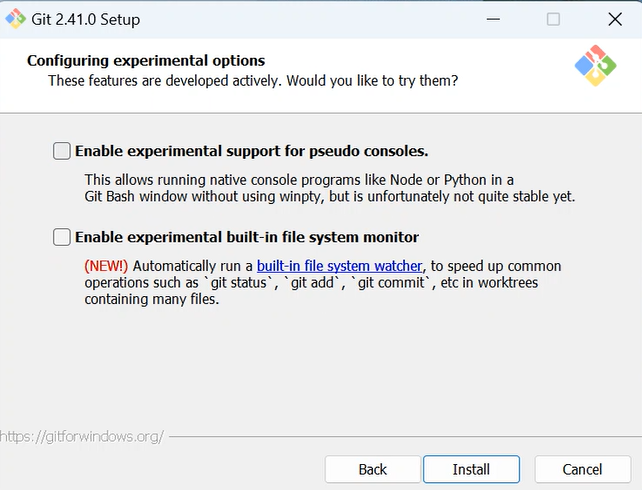 Git 2.41.0 Setup
Configuring experimental options
These features are developed actively. Would you like to try them?
Enable experimental support for pseudo consoles.
This allows running native console programs like Node or Python in a
Git Bash window without using winpty, but is unfortunately not quite stable yet.
Enable experimental built-in file system monitor
(NEW!) Automatically run a built-in file system watcher, to speed up common
operations such as `git status`, `git add`, `git commit`, etc in worktrees
containing many files.
https://gitforwindows.org/
Back
Install
Cancel